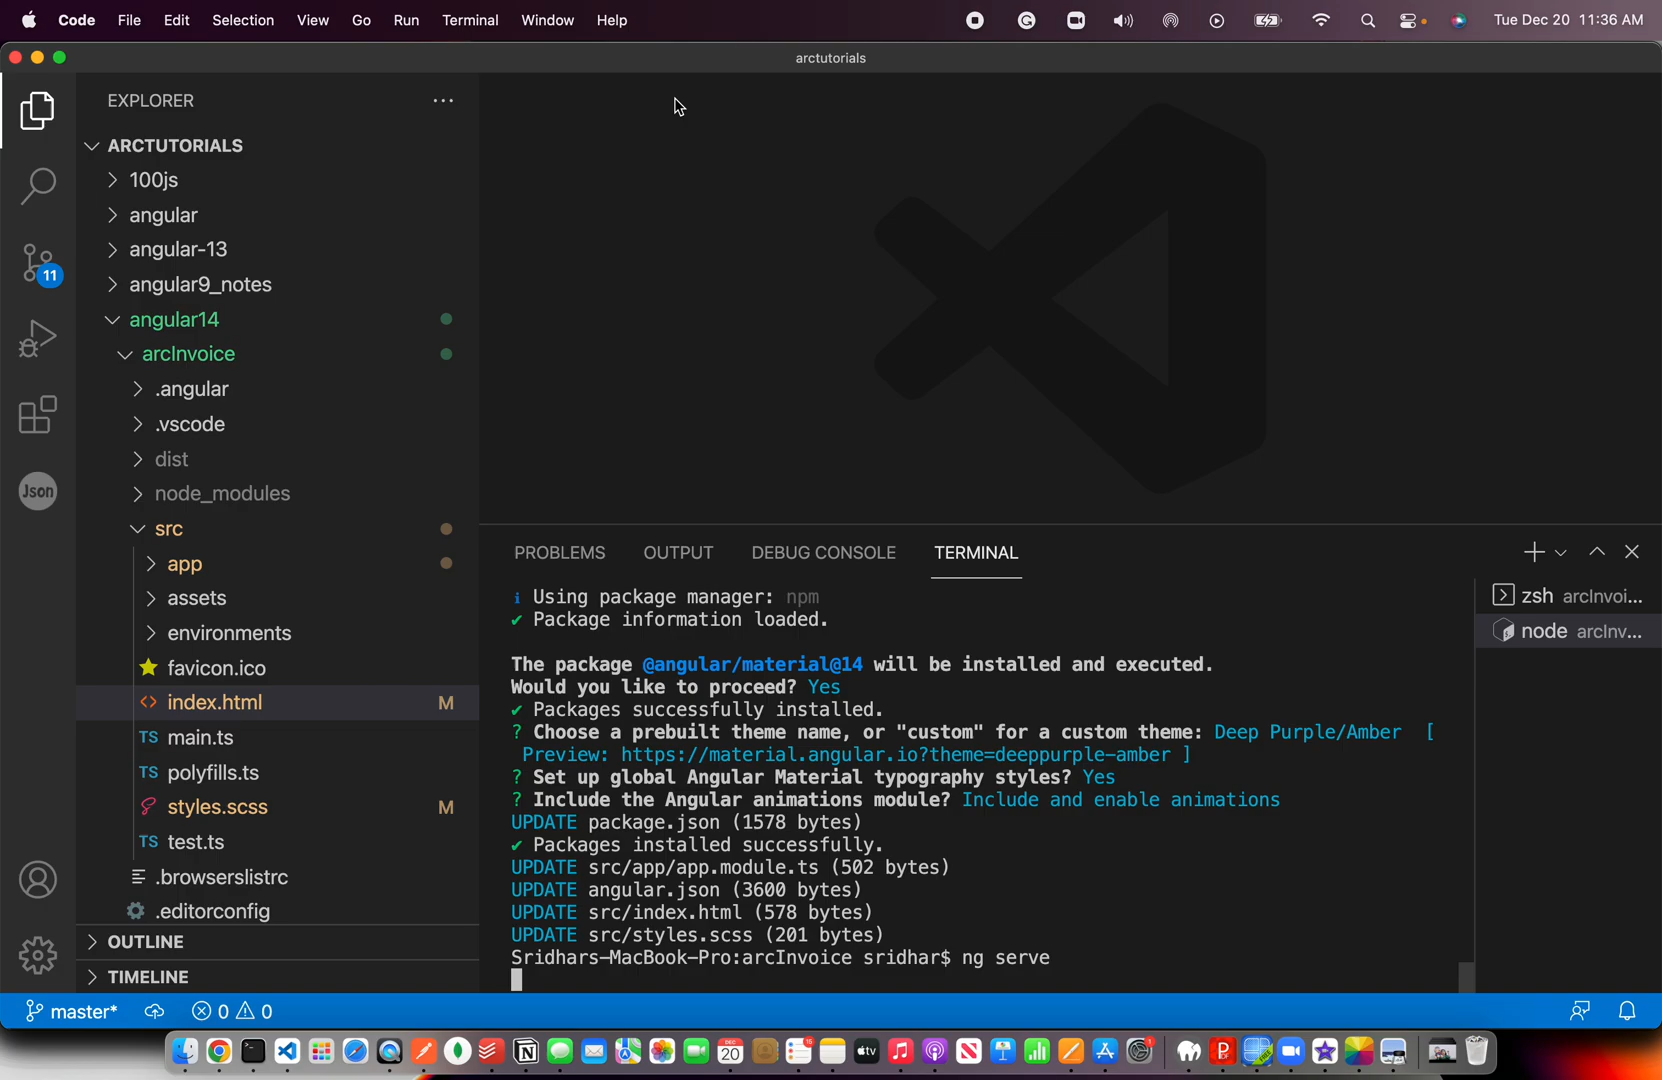 Code File Edit Selection View Go Run Terminal Window Help Tue Dec 20 11:36 AM
arctutorials
EXPLORER
ARCTUTORIALS
100js
angular
angular-13
angular9_notes
angular14
arcInvoice
.angular
.vscode
dist
node_modules
src
app
assets
environments
favicon.ico
index.html M
TS main.ts
TS polyfills.ts
styles.scss M
TS test.ts
.browserslistrc
.editorconfig
OUTLINE
TIMELINE
11
Json
PROBLEMS OUTPUT DEBUG CONSOLE TERMINAL
i Using package manager: npm
✔ Package information loaded.
The package @angular/material@14 will be installed and executed.
Would you like to proceed? Yes
✔ Packages successfully installed.
? Choose a prebuilt theme name, or "custom" for a custom theme: Deep Purple/Amber [
Preview: https://material.angular.io?theme=deeppurple-amber ]
? Set up global Angular Material typography styles? Yes
? Include the Angular animations module? Include and enable animations
UPDATE package.json (1578 bytes)
✔ Packages installed successfully.
UPDATE src/app/app.module.ts (502 bytes)
UPDATE angular.json (3600 bytes)
UPDATE src/index.html (578 bytes)
UPDATE src/styles.scss (201 bytes)
Sridhars-MacBook-Pro:arcInvoice sridhar$ ng serve
zsh arcInvoi...
node arcInv...
master* 0 0
DEC
20